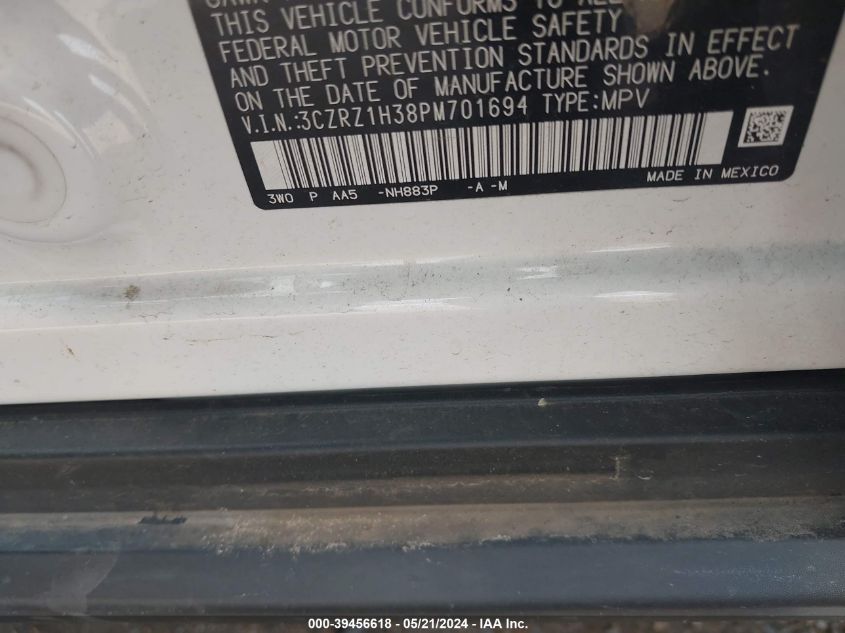 THIS VEHICLE CONFORMS TO ALL
FEDERAL MOTOR VEHICLE SAFETY
AND THEFT PREVENTION STANDARDS IN EFFECT
ON THE DATE OF MANUFACTURE SHOWN ABOVE.
V.I.N.:3CZRZ1H38PM701694 TYPE:MPV
3WO P AA5 -NH883P -A -M MADE IN MEXICO
000-39456618 - 05/21/2024 - IAA Inc.